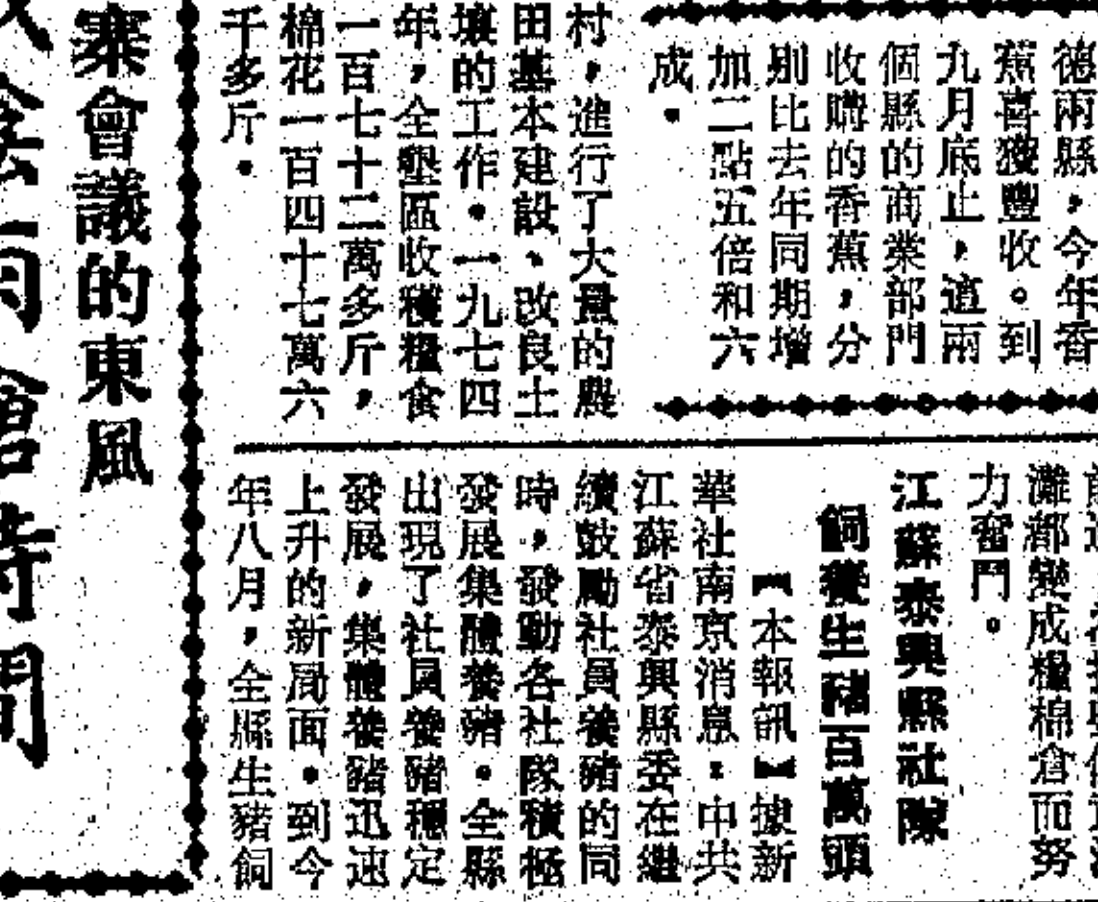 德兩縣，今年香
蕉喜獲豐收。到
九月底止，這兩
個縣的商業部門
收購的香蕉，分
別比去年同期增
加二點五倍和六
成。
村，進行了大量的農
田基本建設、改良土
壤的工作。一九七四
年，全墾區收穫糧食
一百七十二萬多斤，
棉花一百四十七萬六
千多斤。
灘都變成糧棉倉而努
力奮鬥。
江蘇泰興縣社隊
飼養生豬百萬頭
【本報訊】據新
華社南京消息：中共
江蘇省泰興縣委在繼
續鼓勵社員養豬的同
時，發動各社隊積極
發展集體養豬。全縣
出現了社員養豬穩定
發展，集體養豬迅速
上升的新局面。到今
年八月，全縣生豬飼
寨會議的東風